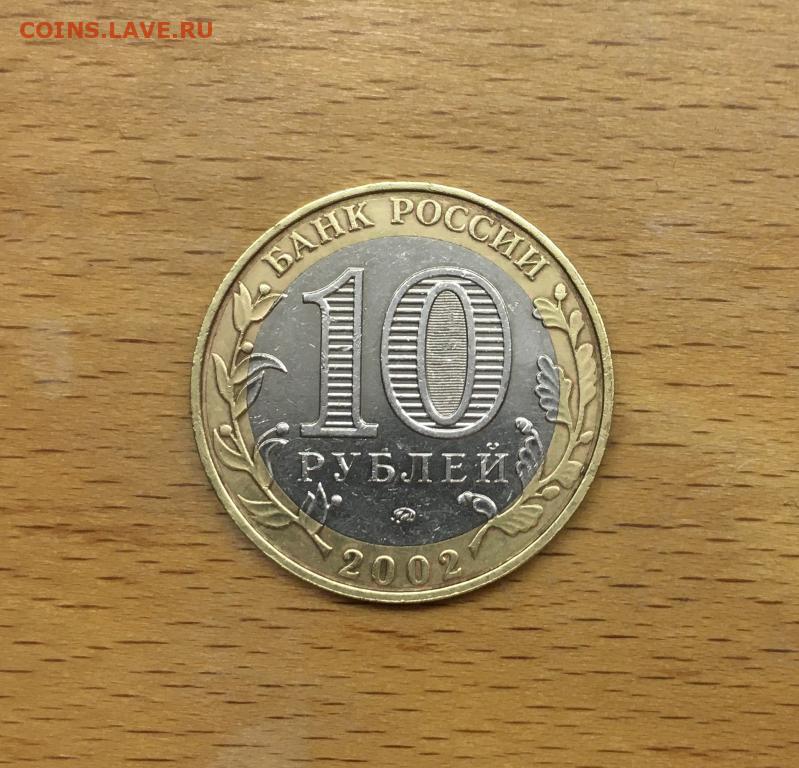 COINS.LAVE.RU
БАНК РОССИИ
10
РУБЛЕЙ
2002